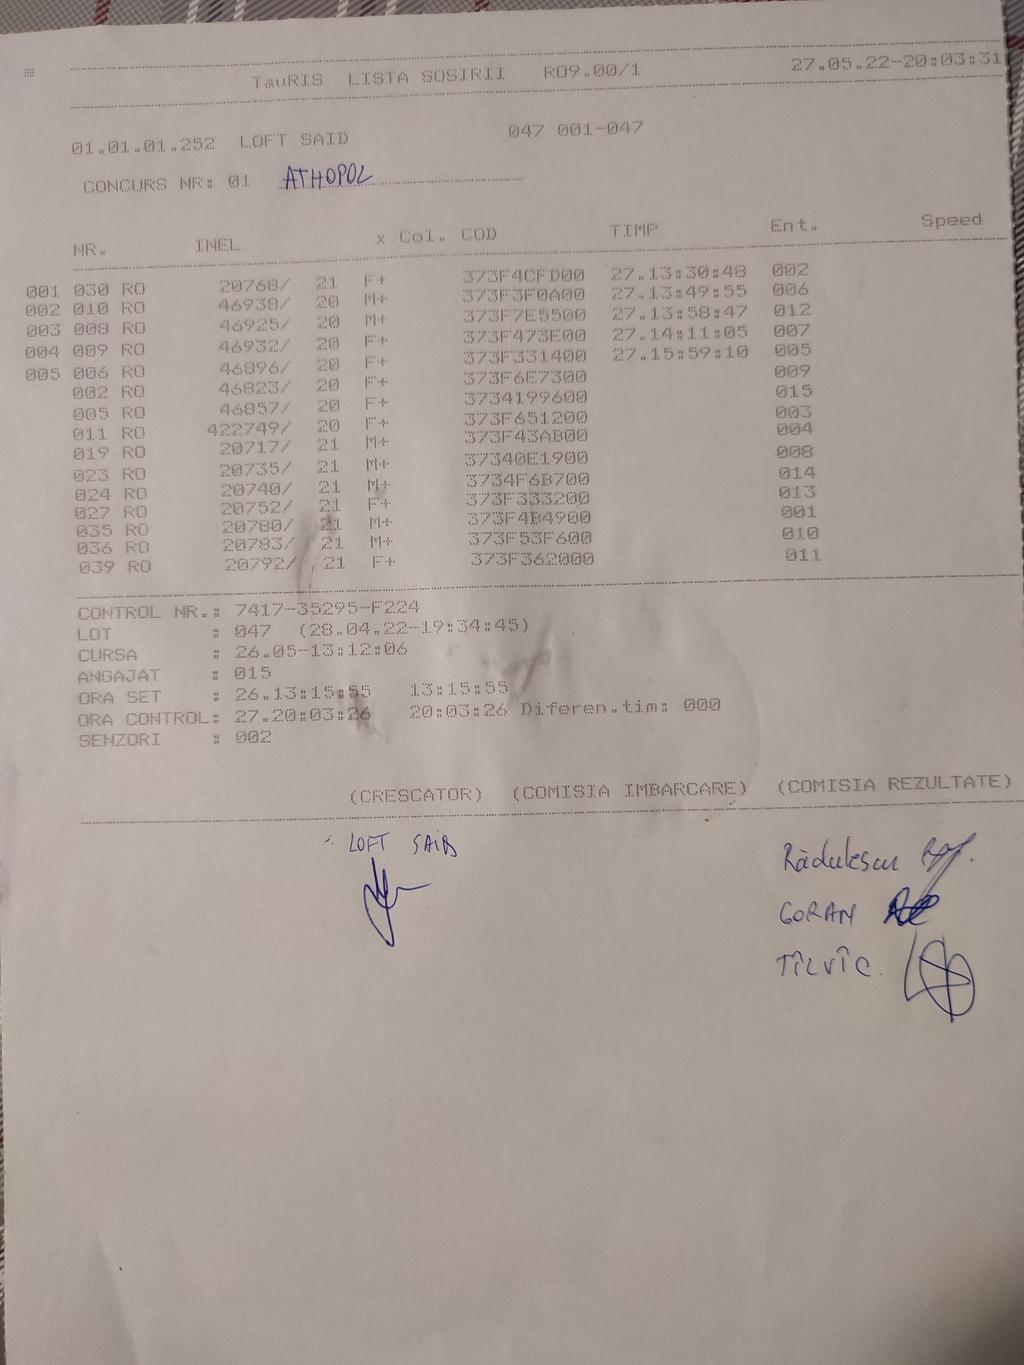 TauRIS LISTA SOSIRII RO9.00/1 27.05.22-20:03:31
01.01.01.252 LOFT SAID 047 001-047
CONCURS NR: 01 ATHOPOL
NR. INEL x Col. COD TIMP Ent. Speed
001 030 RO 20768/ 21 F+ 373F4CFD00 27.13:30:48 002
002 010 RO 46938/ 20 M+ 373F3F0A00 27.13:49:55 006
003 008 RO 46925/ 20 M+ 373F7E5500 27.13:58:47 012
004 009 RO 46932/ 20 F+ 373F473E00 27.14:11:05 007
005 006 RO 46896/ 20 F+ 373F331400 27.15:59:10 005
002 RO 46823/ 20 F+ 373F6E7300 009
005 RO 46857/ 20 F+ 3734199600 015
011 RO 422749/ 20 F+ 373F651200 003
019 RO 20717/ 21 M+ 373F43AB00 004
023 RO 20735/ 21 M+ 37340E1900 008
024 RO 20740/ 21 M+ 3734F6B700 014
027 RO 20752/ 21 F+ 373F333200 013
035 RO 20780/ 21 M+ 373F4B4900 001
036 RO 20783/ 21 M+ 373F53F600 010
039 RO 20792/ 21 F+ 373F362000 011
CONTROL NR.: 7417-35295-F224
LOT : 047 (28.04.22-19:34:45)
CURSA : 26.05-13:12:06
ANGAJAT : 015
ORA SET : 26.13:15:55 13:15:55
ORA CONTROL: 27.20:03:26 20:03:26 Diferen.tim: 000
SENZORI : 002
(CRESCATOR) (COMISIA IMBARCARE) (COMISIA REZULTATE)
LOFT SAID
Rădulescu
GORAN
TÎLVÎC.